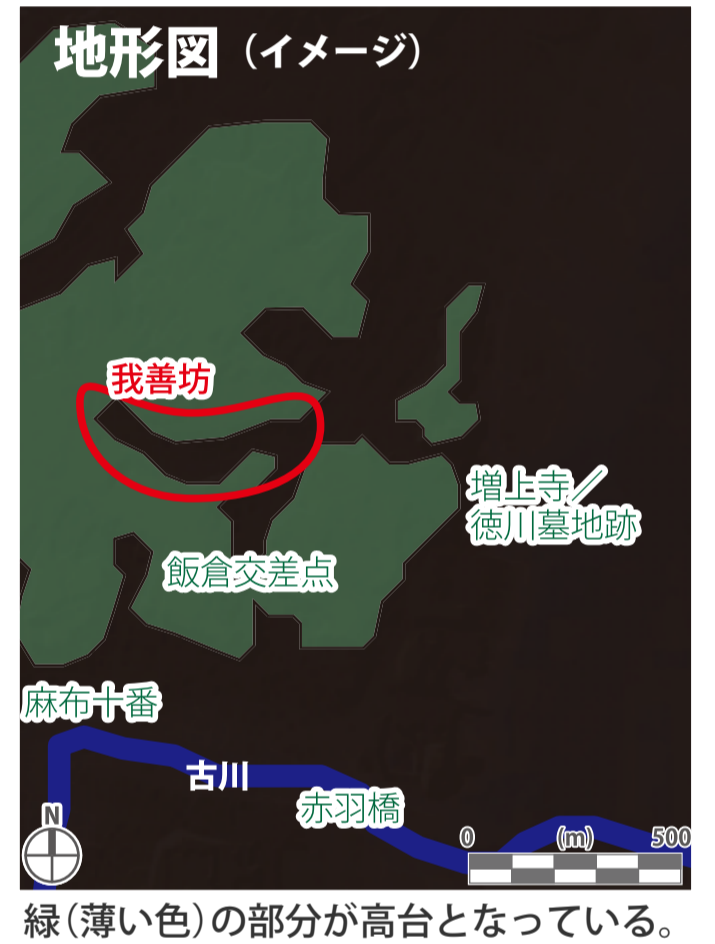 地形図（イメージ）
我善坊
増上寺／
徳川墓地跡
飯倉交差点
麻布十番
古川
赤羽橋
N
0 (m) 500
緑（薄い色）の部分が高台となっている。